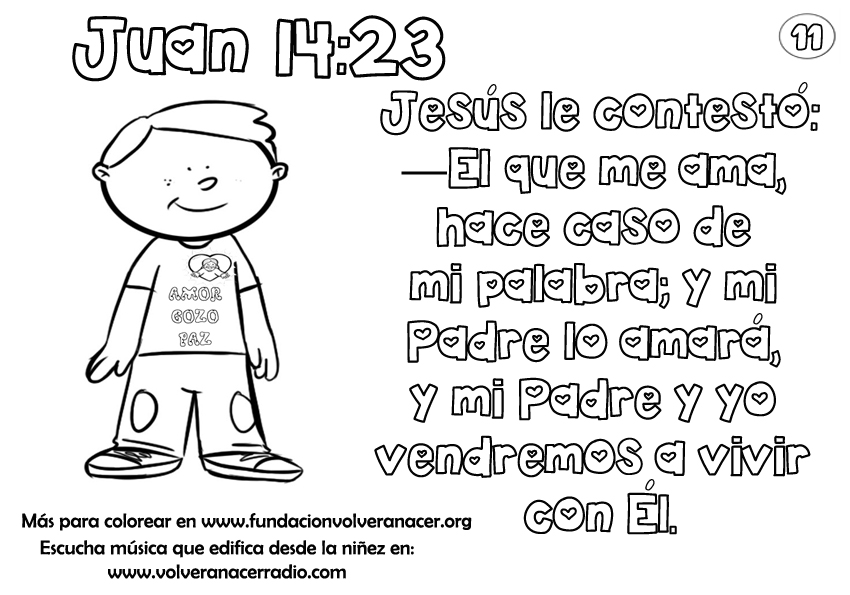 Juan 14:23
11
Jesús le contestó:
—El que me ama,
hace caso de
mi palabra; y mi
Padre lo amará,
y mi Padre y yo
vendremos a vivir
con Él.
AMOR
GOZO
PAZ
Más para colorear en www.fundacionvolveranacer.org
Escucha música que edifica desde la niñez en:
www.volveranacerradio.com